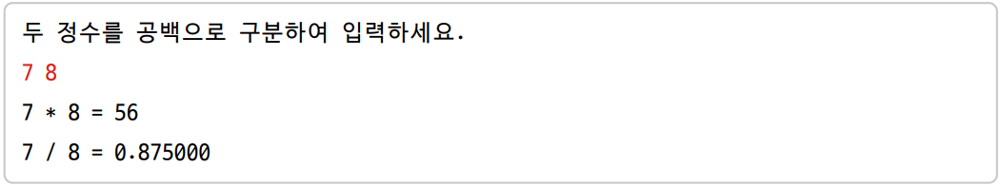 두 정수를 공백으로 구분하여 입력하세요.
7 8
7 * 8 = 56
7 / 8 = 0.875000